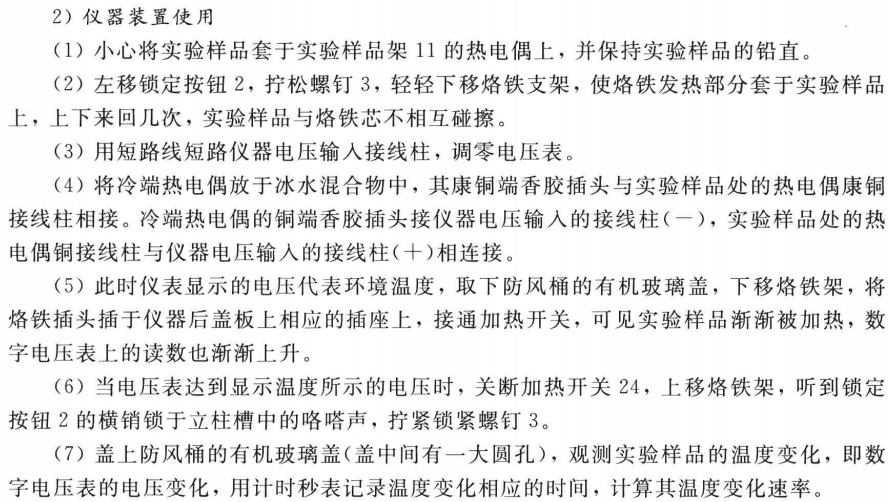 2）仪器装置使用
（1）小心将实验样品套于实验样品架 11 的热电偶上，并保持实验样品的铅直。
（2）左移锁定按钮 2，拧松螺钉 3，轻轻下移烙铁支架，使烙铁发热部分套于实验样品
上，上下来回几次，实验样品与烙铁芯不相互碰擦。
（3）用短路线短路仪器电压输入接线柱，调零电压表。
（4）将冷端热电偶放于冰水混合物中，其康铜端香胶插头与实验样品处的热电偶康铜
接线柱相接。冷端热电偶的铜端香胶插头接仪器电压输入的接线柱（－），实验样品处的热
电偶铜接线柱与仪器电压输入的接线柱（＋）相连接。
（5）此时仪表显示的电压代表环境温度，取下防风桶的有机玻璃盖，下移烙铁架，将
烙铁插头插于仪器后盖板上相应的插座上，接通加热开关，可见实验样品渐渐被加热，数
字电压表上的读数也渐渐上升。
（6）当电压表达到显示温度所示的电压时，关断加热开关 24，上移烙铁架，听到锁定
按钮 2 的横销锁于立柱槽中的咯嗒声，拧紧锁紧螺钉 3。
（7）盖上防风桶的有机玻璃盖（盖中间有一大圆孔），观测实验样品的温度变化，即数
字电压表的电压变化，用计时秒表记录温度变化相应的时间，计算其温度变化速率。